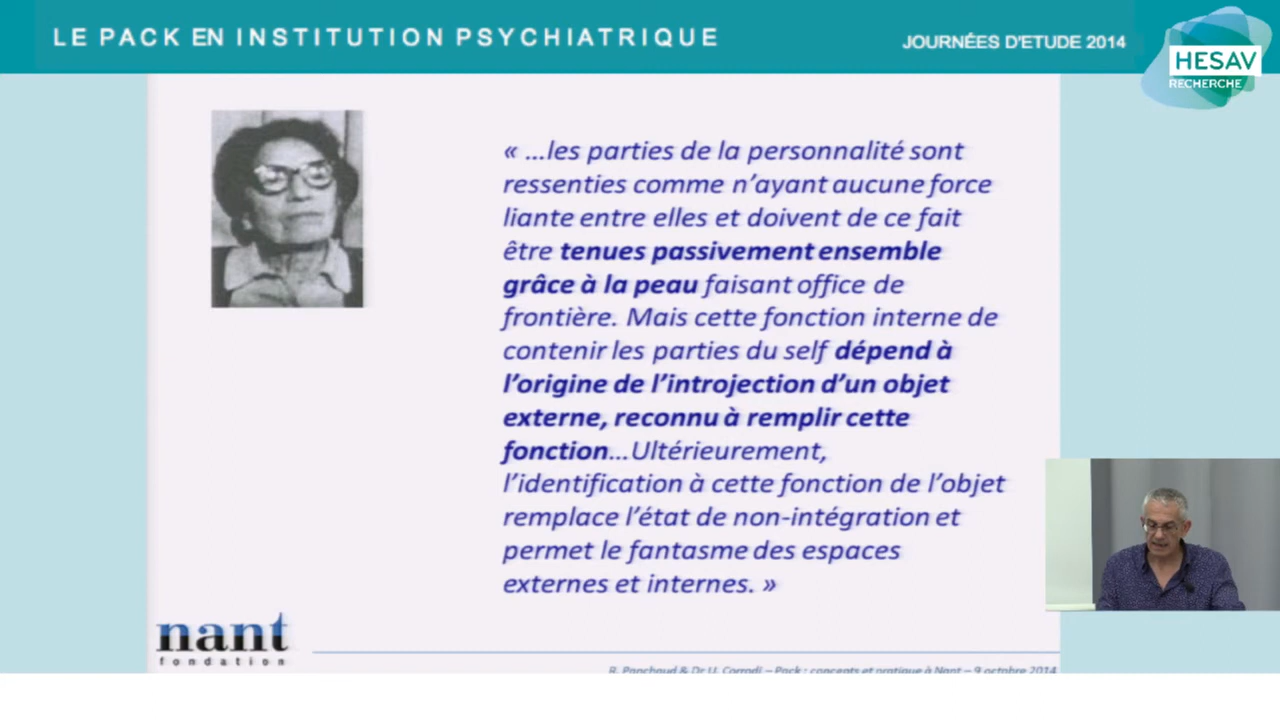 LE PACK EN INSTITUTION PSYCHIATRIQUE
JOURNÉES D'ETUDE 2014
HESAV
RECHERCHE
« ...les parties de la personnalité sont
ressenties comme n’ayant aucune force
liante entre elles et doivent de ce fait
être tenues passivement ensemble
grâce à la peau faisant office de
frontière. Mais cette fonction interne de
contenir les parties du self dépend à
l’origine de l’introjection d’un objet
externe, reconnu à remplir cette
fonction...Ultérieurement,
l’identification à cette fonction de l’objet
remplace l’état de non-intégration et
permet le fantasme des espaces
externes et internes. »
nant
fondation
R. Panchaud & Dr U. Corrodi – Pack : concepts et pratique à Nant – 9 octobre 2014